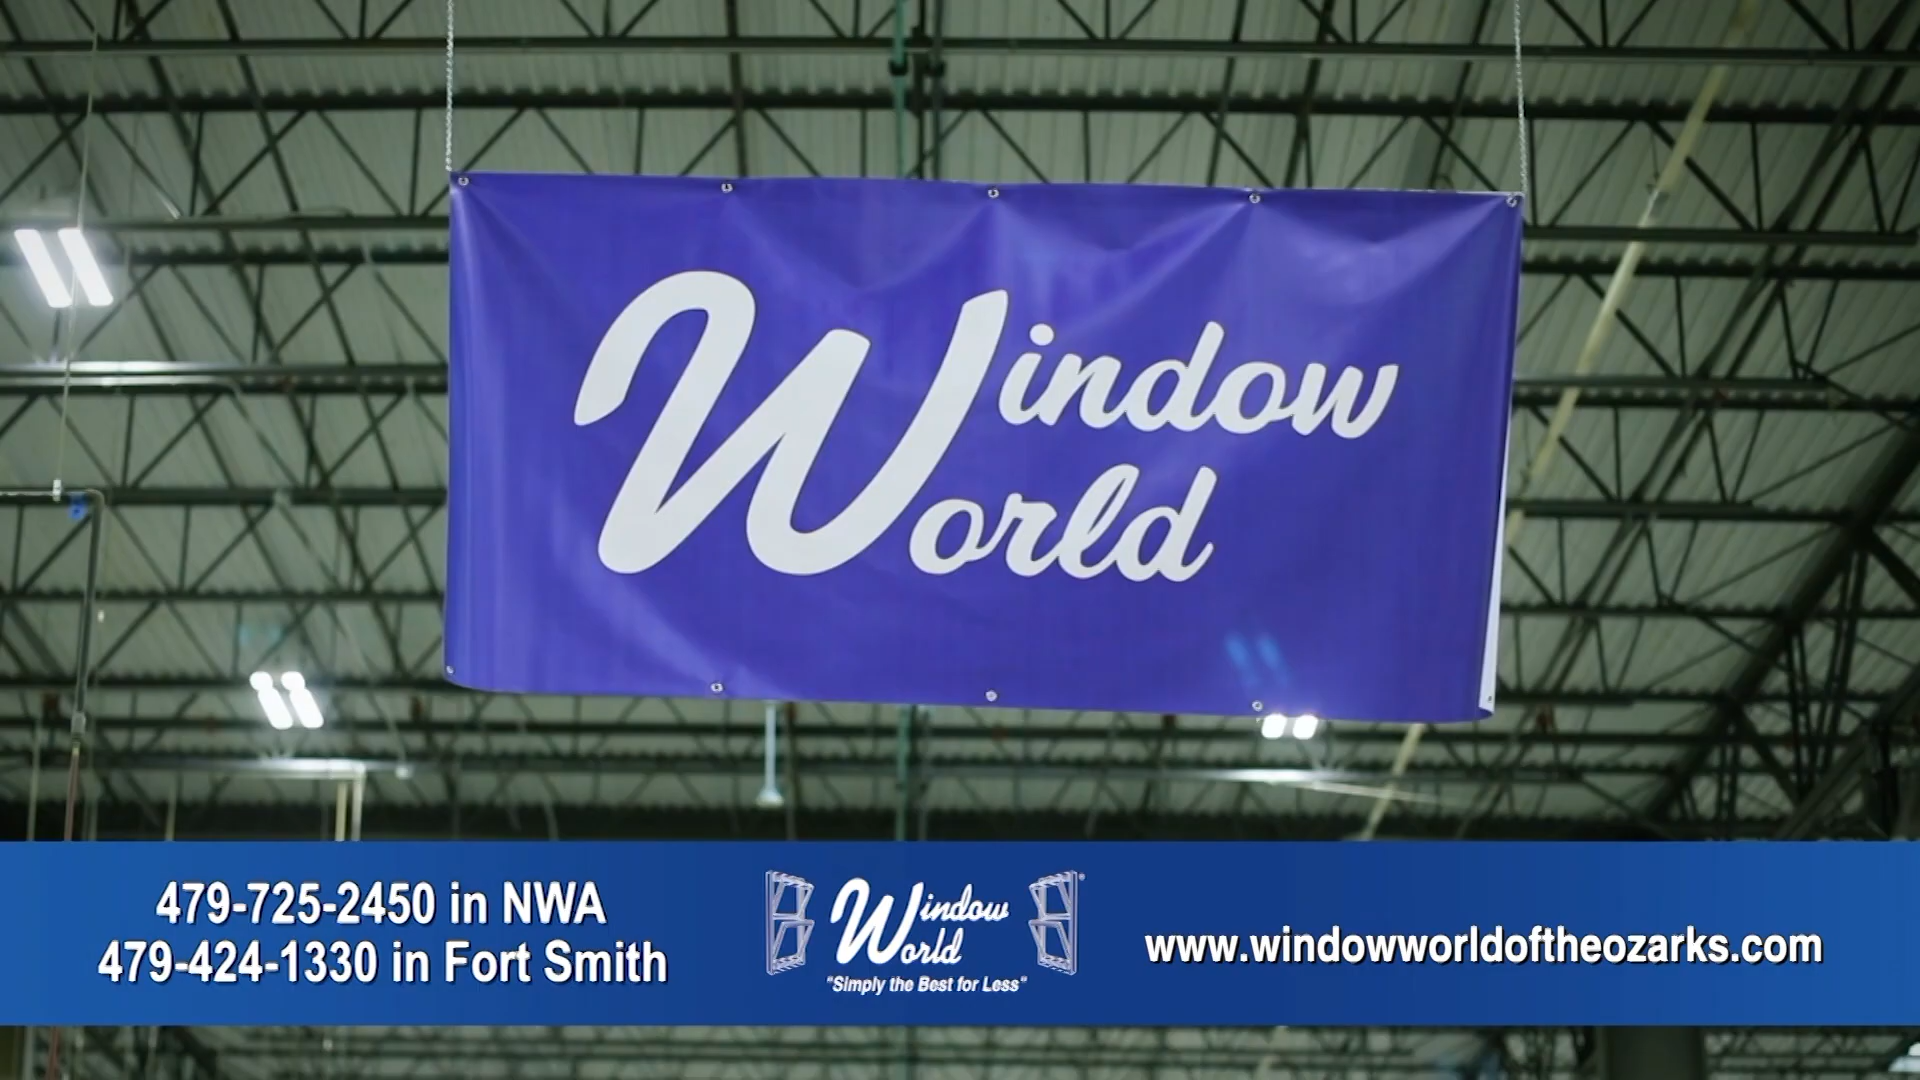 Window
World
479-725-2450 in NWA
479-424-1330 in Fort Smith
Window
World
®
"Simply the Best for Less"
www.windowworldoftheozarks.com